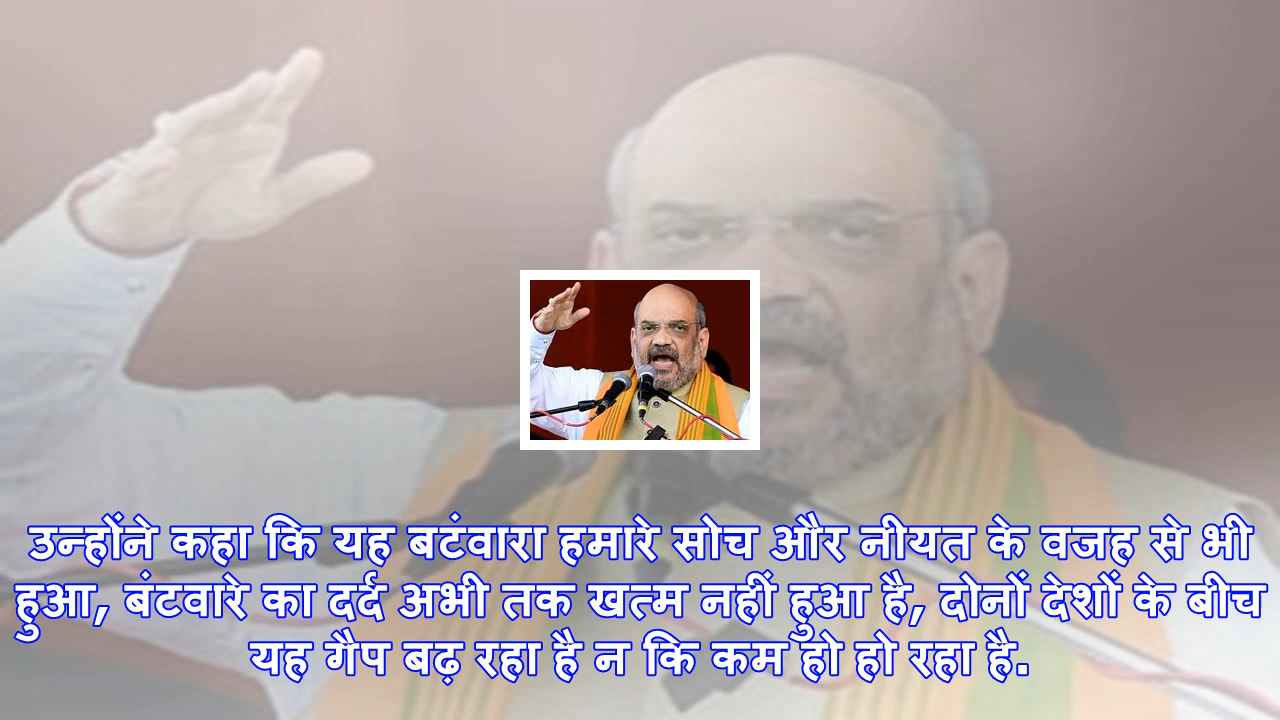 उन्होंने कहा कि यह बटंवारा हमारे सोच और नीयत के वजह से भी
हुआ, बंटवारे का दर्द अभी तक खत्म नहीं हुआ है, दोनों देशों के बीच
यह गैप बढ़ रहा है न कि कम हो हो रहा है.